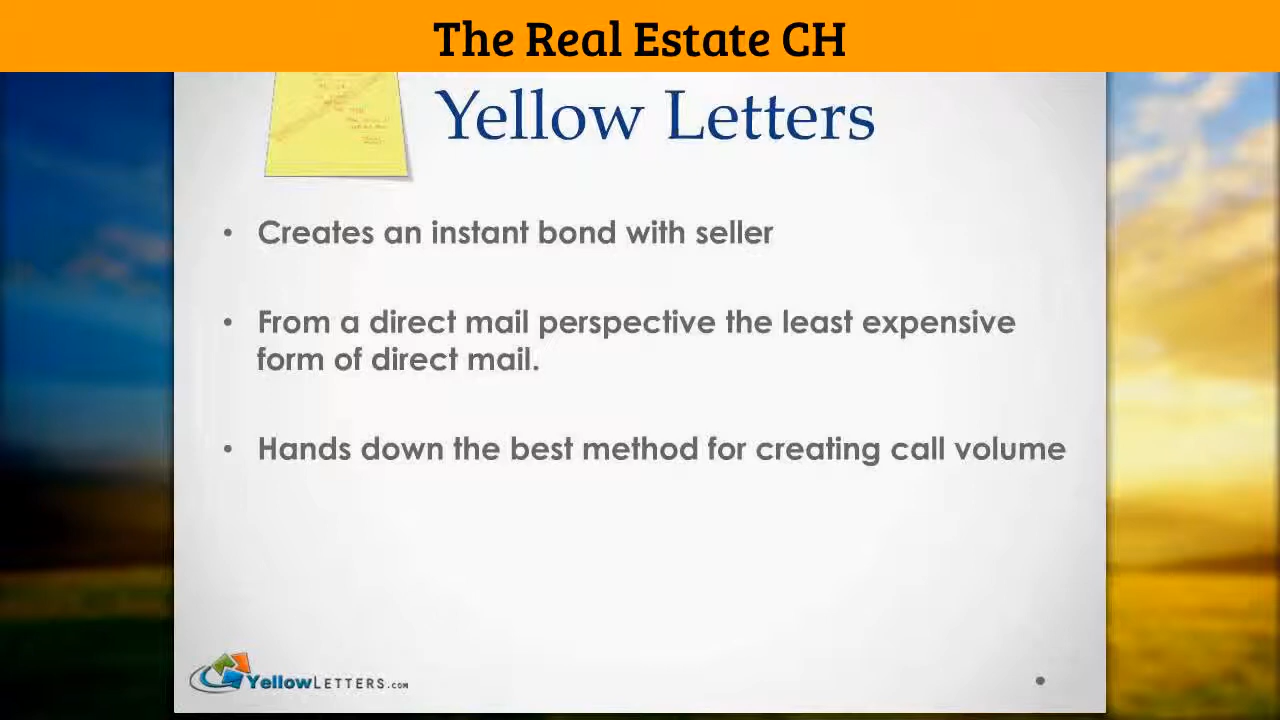 The Real Estate CH
Yellow Letters
• Creates an instant bond with seller
• From a direct mail perspective the least expensive
form of direct mail.
• Hands down the best method for creating call volume
YellowLETTERS.COM